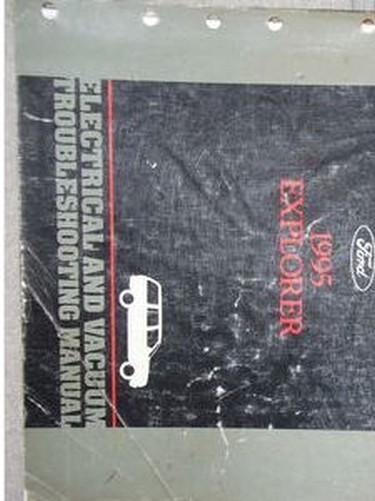 Ford
1995
EXPLORER
ELECTRICAL AND VACUUM
TROUBLESHOOTING MANUAL